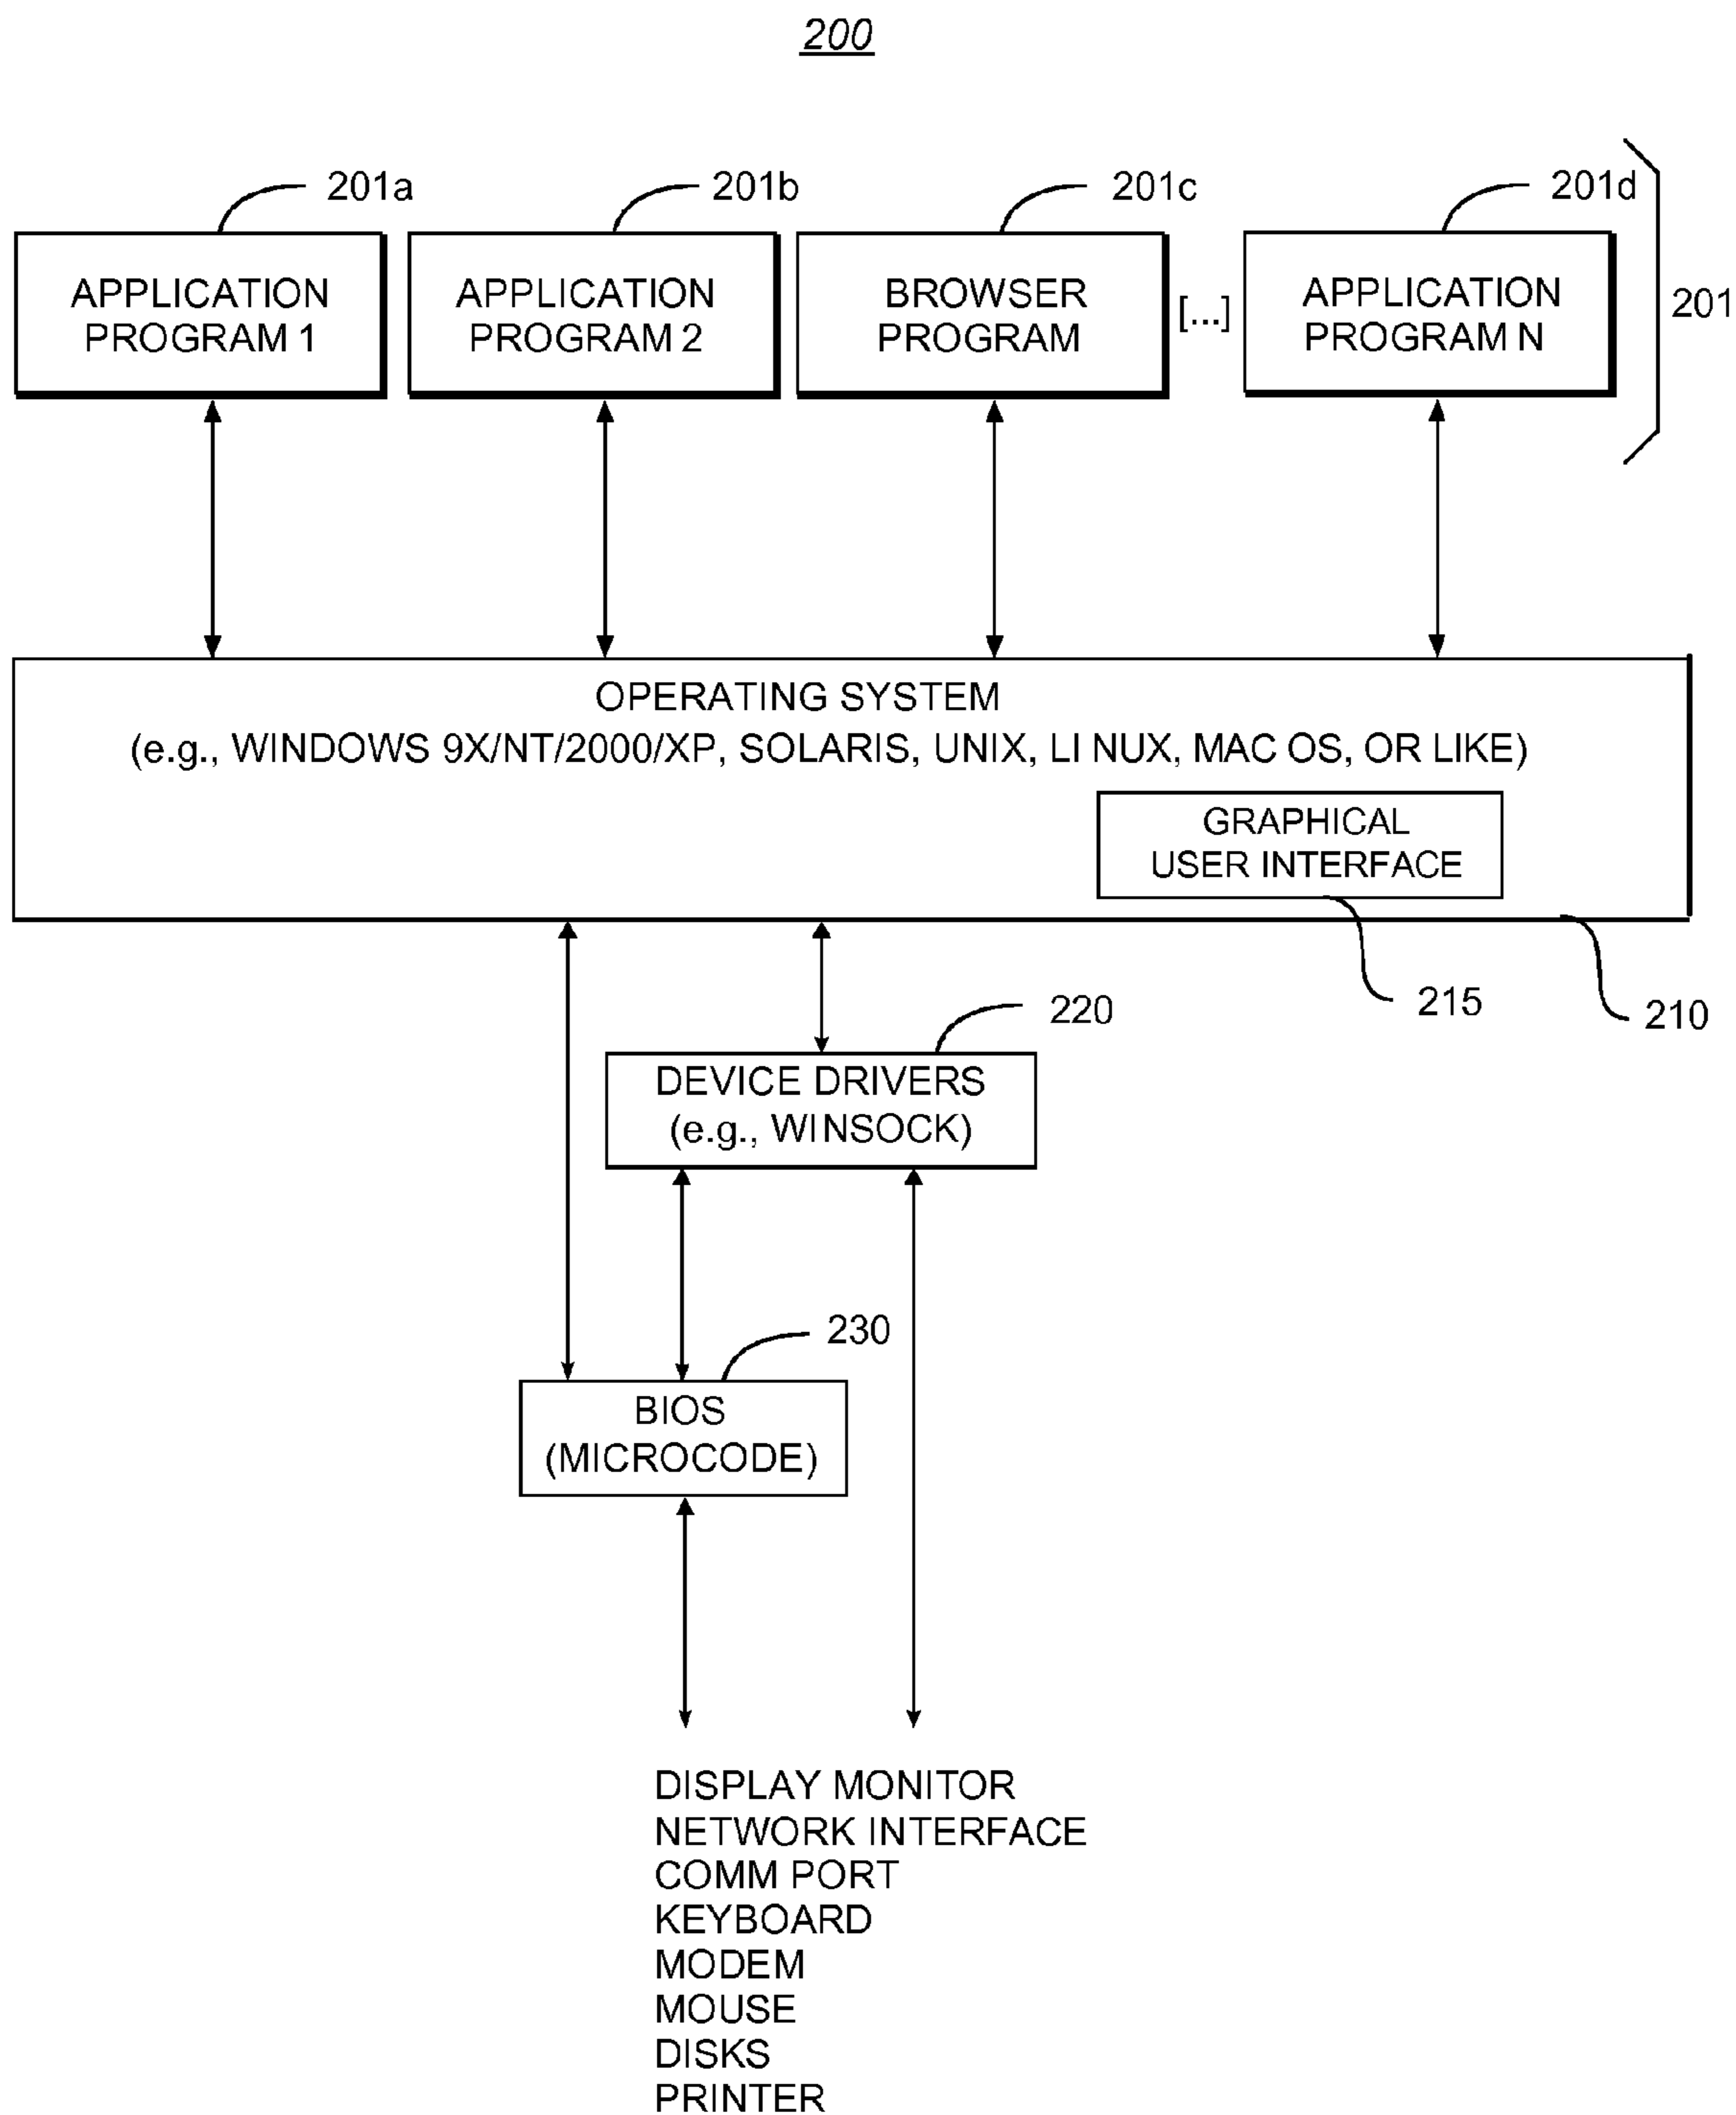 200
201a
201b
201c
201d
APPLICATION
PROGRAM 1
APPLICATION
PROGRAM 2
BROWSER
PROGRAM
[...]
APPLICATION
PROGRAM N
201
OPERATING SYSTEM
(e.g., WINDOWS 9X/NT/2000/XP, SOLARIS, UNIX, LI NUX, MAC OS, OR LIKE)
GRAPHICAL
USER INTERFACE
215
210
220
DEVICE DRIVERS
(e.g., WINSOCK)
230
BIOS
(MICROCODE)
DISPLAY MONITOR
NETWORK INTERFACE
COMM PORT
KEYBOARD
MODEM
MOUSE
DISKS
PRINTER